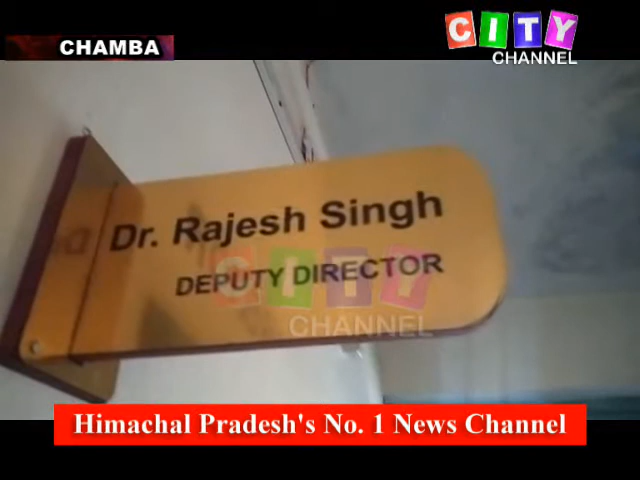 CHAMBA
CITY
CHANNEL
Dr. Rajesh Singh
DEPUTY DIRECTOR
CITY
CHANNEL
Himachal Pradesh's No. 1 News Channel